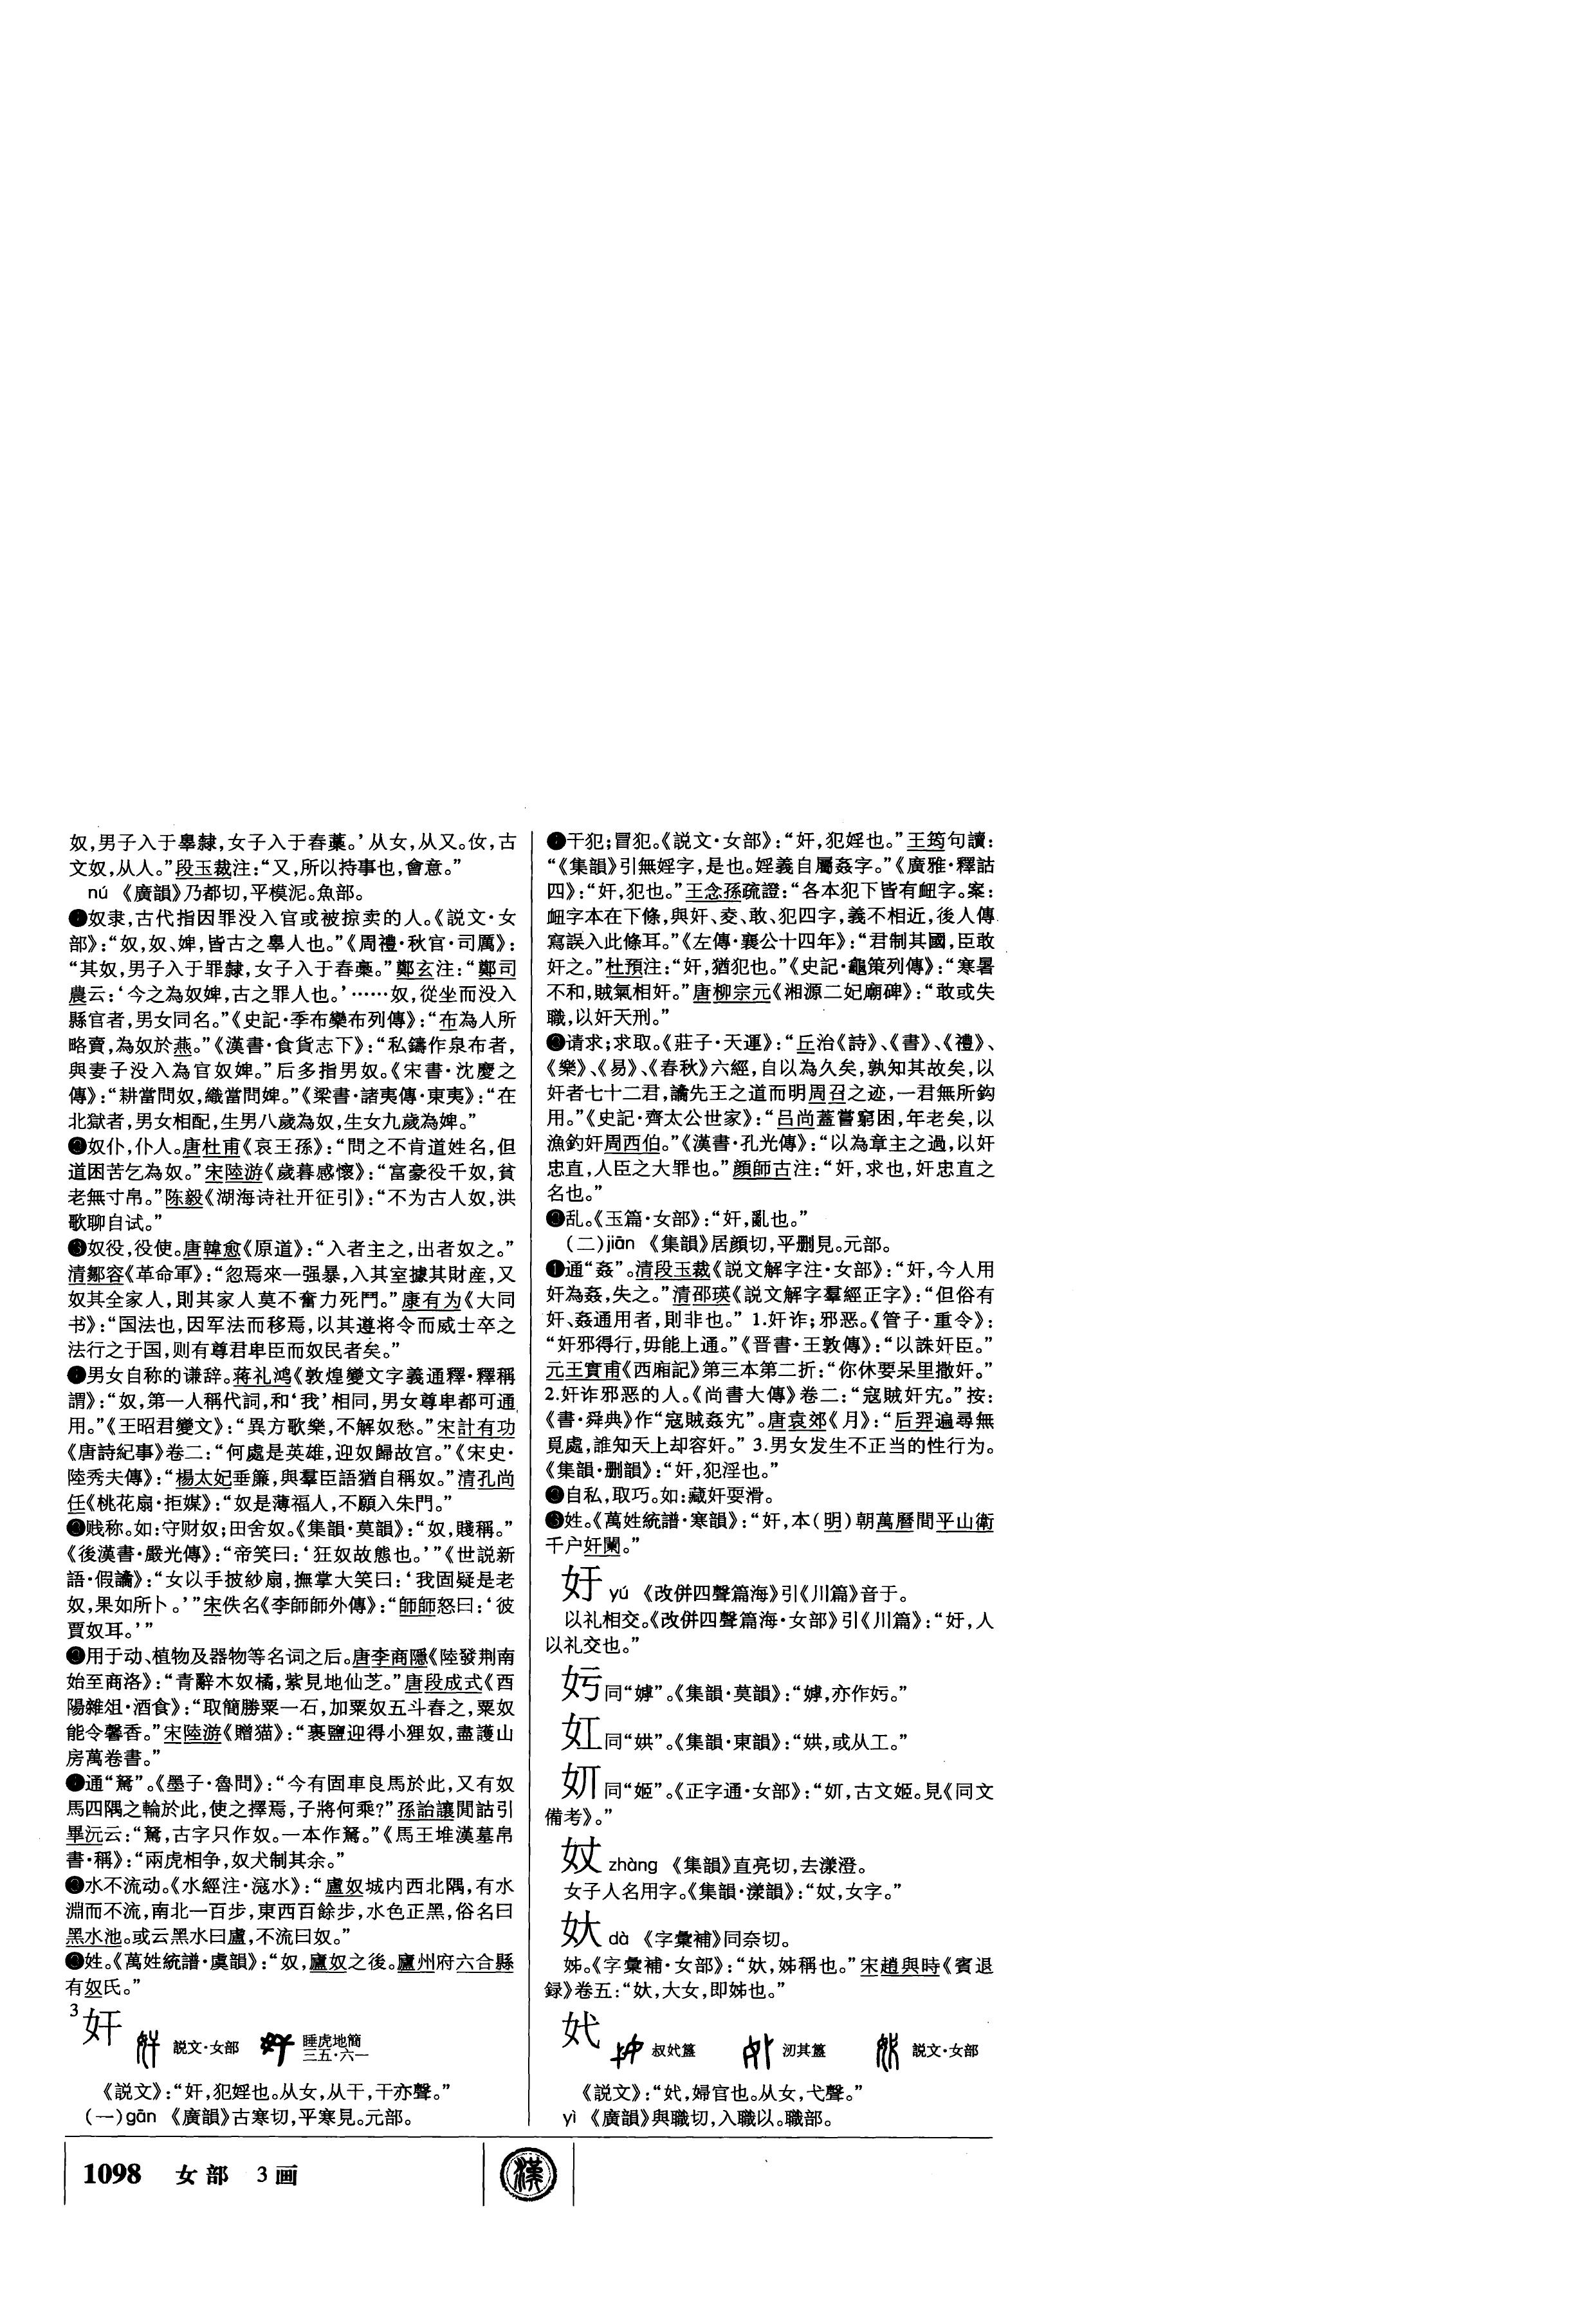 奴,男子入于辠隸,女子入于舂藁。’从女,从又。㚢,古
文奴,从人。”段玉裁注:“又,所以持事也,會意。”
nú 《廣韻》乃都切,平模泥。魚部。
❶奴隶,古代指因罪没入官或被掠卖的人。《説文·女
部》:“奴,奴、婢,皆古之辠人也。”《周禮·秋官·司厲》:
“其奴,男子入于罪隸,女子入于舂槀。”鄭玄注:“鄭司
農云:‘今之為奴婢,古之罪人也。’……奴,從坐而没入
縣官者,男女同名。”《史記·季布欒布列傳》:“布為人所
略賣,為奴於燕。”《漢書·食貨志下》:“私鑄作泉布者,
與妻子没入為官奴婢。”后多指男奴。《宋書·沈慶之
傳》:“耕當問奴,織當問婢。”《梁書·諸夷傳·東夷》:“在
北獄者,男女相配,生男八歲為奴,生女九歲為婢。”
❷奴仆,仆人。唐杜甫《哀王孫》:“問之不肯道姓名,但
道困苦乞為奴。”宋陸游《歲暮感懷》:“富豪役千奴,貧
老無寸帛。”陈毅《湖海诗社开征引》:“不为古人奴,洪
歌聊自试。”
❸奴役,役使。唐韓愈《原道》:“入者主之,出者奴之。”
清鄒容《革命軍》:“忽焉來一强暴,入其室據其財産,又
奴其全家人,則其家人莫不奮力死鬥。”康有为《大同
书》:“国法也,因军法而移焉,以其遵将令而威士卒之
法行之于国,则有尊君卑臣而奴民者矣。”
❹男女自称的谦辞。蒋礼鸿《敦煌變文字義通釋·釋稱
謂》:“奴,第一人稱代詞,和‘我’相同,男女尊卑都可通
用。”《王昭君變文》:“異方歌樂,不解奴愁。”宋計有功
《唐詩紀事》卷二:“何處是英雄,迎奴歸故宫。”《宋史·
陸秀夫傳》:“楊太妃垂簾,與羣臣語猶自稱奴。”清孔尚
任《桃花扇·拒媒》:“奴是薄福人,不願入朱門。”
❺贱称。如:守财奴;田舍奴。《集韻·莫韻》:“奴,賤稱。”
《後漢書·嚴光傳》:“帝笑曰:‘狂奴故態也。’”《世説新
語·假譎》:“女以手披紗扇,撫掌大笑曰:‘我固疑是老
奴,果如所卜。’”宋佚名《李師師外傳》:“師師怒曰:‘彼
賈奴耳。’”
❻用于动、植物及器物等名词之后。唐李商隱《陸發荆南
始至商洛》:“青辭木奴橘,紫見地仙芝。”唐段成式《酉
陽雜俎·酒食》:“取簡勝粟一石,加粟奴五斗舂之,粟奴
能令馨香。”宋陸游《贈猫》:“裹鹽迎得小狸奴,盡護山
房萬卷書。”
❼通“駑”。《墨子·魯問》:“今有固車良馬於此,又有奴
馬四隅之輪於此,使之擇焉,子將何乘?”孫詒讓閒詁引
畢沅云:“駑,古字只作奴。一本作駑。”《馬王堆漢墓帛
書·稱》:“兩虎相争,奴犬制其余。”
❽水不流动。《水經注·滱水》:“盧奴城内西北隅,有水
淵而不流,南北一百步,東西百餘步,水色正黑,俗名曰
黑水池。或云黑水曰盧,不流曰奴。”
❾姓。《萬姓統譜·虞韻》:“奴,廬奴之後。廬州府六合縣
有奴氏。”
3奸 説文·女部 睡虎地簡三五·六一
《説文》:“奸,犯婬也。从女,从干,干亦聲。”
(一)gān 《廣韻》古寒切,平寒見。元部。
❶干犯;冒犯。《説文·女部》:“奸,犯婬也。”王筠句讀:
“《集韻》引無婬字,是也。婬義自屬姦字。”《廣雅·釋詁
四》:“奸,犯也。”王念孫疏證:“各本犯下皆有衄字。案:
衄字本在下條,與奸、夌、敢、犯四字,義不相近,後人傳
寫誤入此條耳。”《左傳·襄公十四年》:“君制其國,臣敢
奸之。”杜預注:“奸,猶犯也。”《史記·龜策列傳》:“寒暑
不和,賊氣相奸。”唐柳宗元《湘源二妃廟碑》:“敢或失
職,以奸天刑。”
❷请求;求取。《莊子·天運》:“丘治《詩》、《書》、《禮》、
《樂》、《易》、《春秋》六經,自以為久矣,孰知其故矣,以
奸者七十二君,論先王之道而明周召之迹,一君無所鈎
用。”《史記·齊太公世家》:“吕尚蓋嘗窮困,年老矣,以
漁釣奸周西伯。”《漢書·孔光傳》:“以為章主之過,以奸
忠直,人臣之大罪也。”顔師古注:“奸,求也,奸忠直之
名也。”
❸乱。《玉篇·女部》:“奸,亂也。”
(二)jiān 《集韻》居顔切,平删見。元部。
❶通“姦”。清段玉裁《説文解字注·女部》:“奸,今人用
奸為姦,失之。”清邵瑛《説文解字羣經正字》:“但俗有
奸、姦通用者,則非也。” 1.奸诈;邪恶。《管子·重令》:
“奸邪得行,毋能上通。”《晋書·王敦傳》:“以誅奸臣。”
元王實甫《西廂記》第三本第二折:“你休要呆里撒奸。”
2.奸诈邪恶的人。《尚書大傳》卷二:“寇賊奸宄。”按:
《書·舜典》作“寇賊姦宄”。唐袁郊《月》:“后羿遍尋無
覓處,誰知天上却容奸。” 3.男女发生不正当的性行为。
《集韻·删韻》:“奸,犯淫也。”
❷自私,取巧。如:藏奸耍滑。
❸姓。《萬姓統譜·寒韻》:“奸,本(明)朝萬曆間平山衛
千户奸闌。”
㚥 yú 《改併四聲篇海》引《川篇》音于。
以礼相交。《改併四聲篇海·女部》引《川篇》:“㚥,人
以礼交也。”
妔同“嫭”。《集韻·莫韻》:“嫭,亦作妔。”
㚦同“娂”。《集韻·東韻》:“娂,或从工。”
㚤同“姬”。《正字通·女部》:“㚤,古文姬。見《同文
備考》。”
妛 zhàng 《集韻》直亮切,去漾澄。
女子人名用字。《集韻·漾韻》:“㚫,女字。”
㚐 dà 《字彙補》同奈切。
姊。《字彙補·女部》:“㚐,姊稱也。”宋趙與時《賓退
録》卷五:“㚐,大女,即姊也。”
妷 叔妷簋 沏其簋 説文·女部
《説文》:“妷,婦官也。从女,弋聲。”
yì 《廣韻》與職切,入職以。職部。
1098 女部 3画
漢